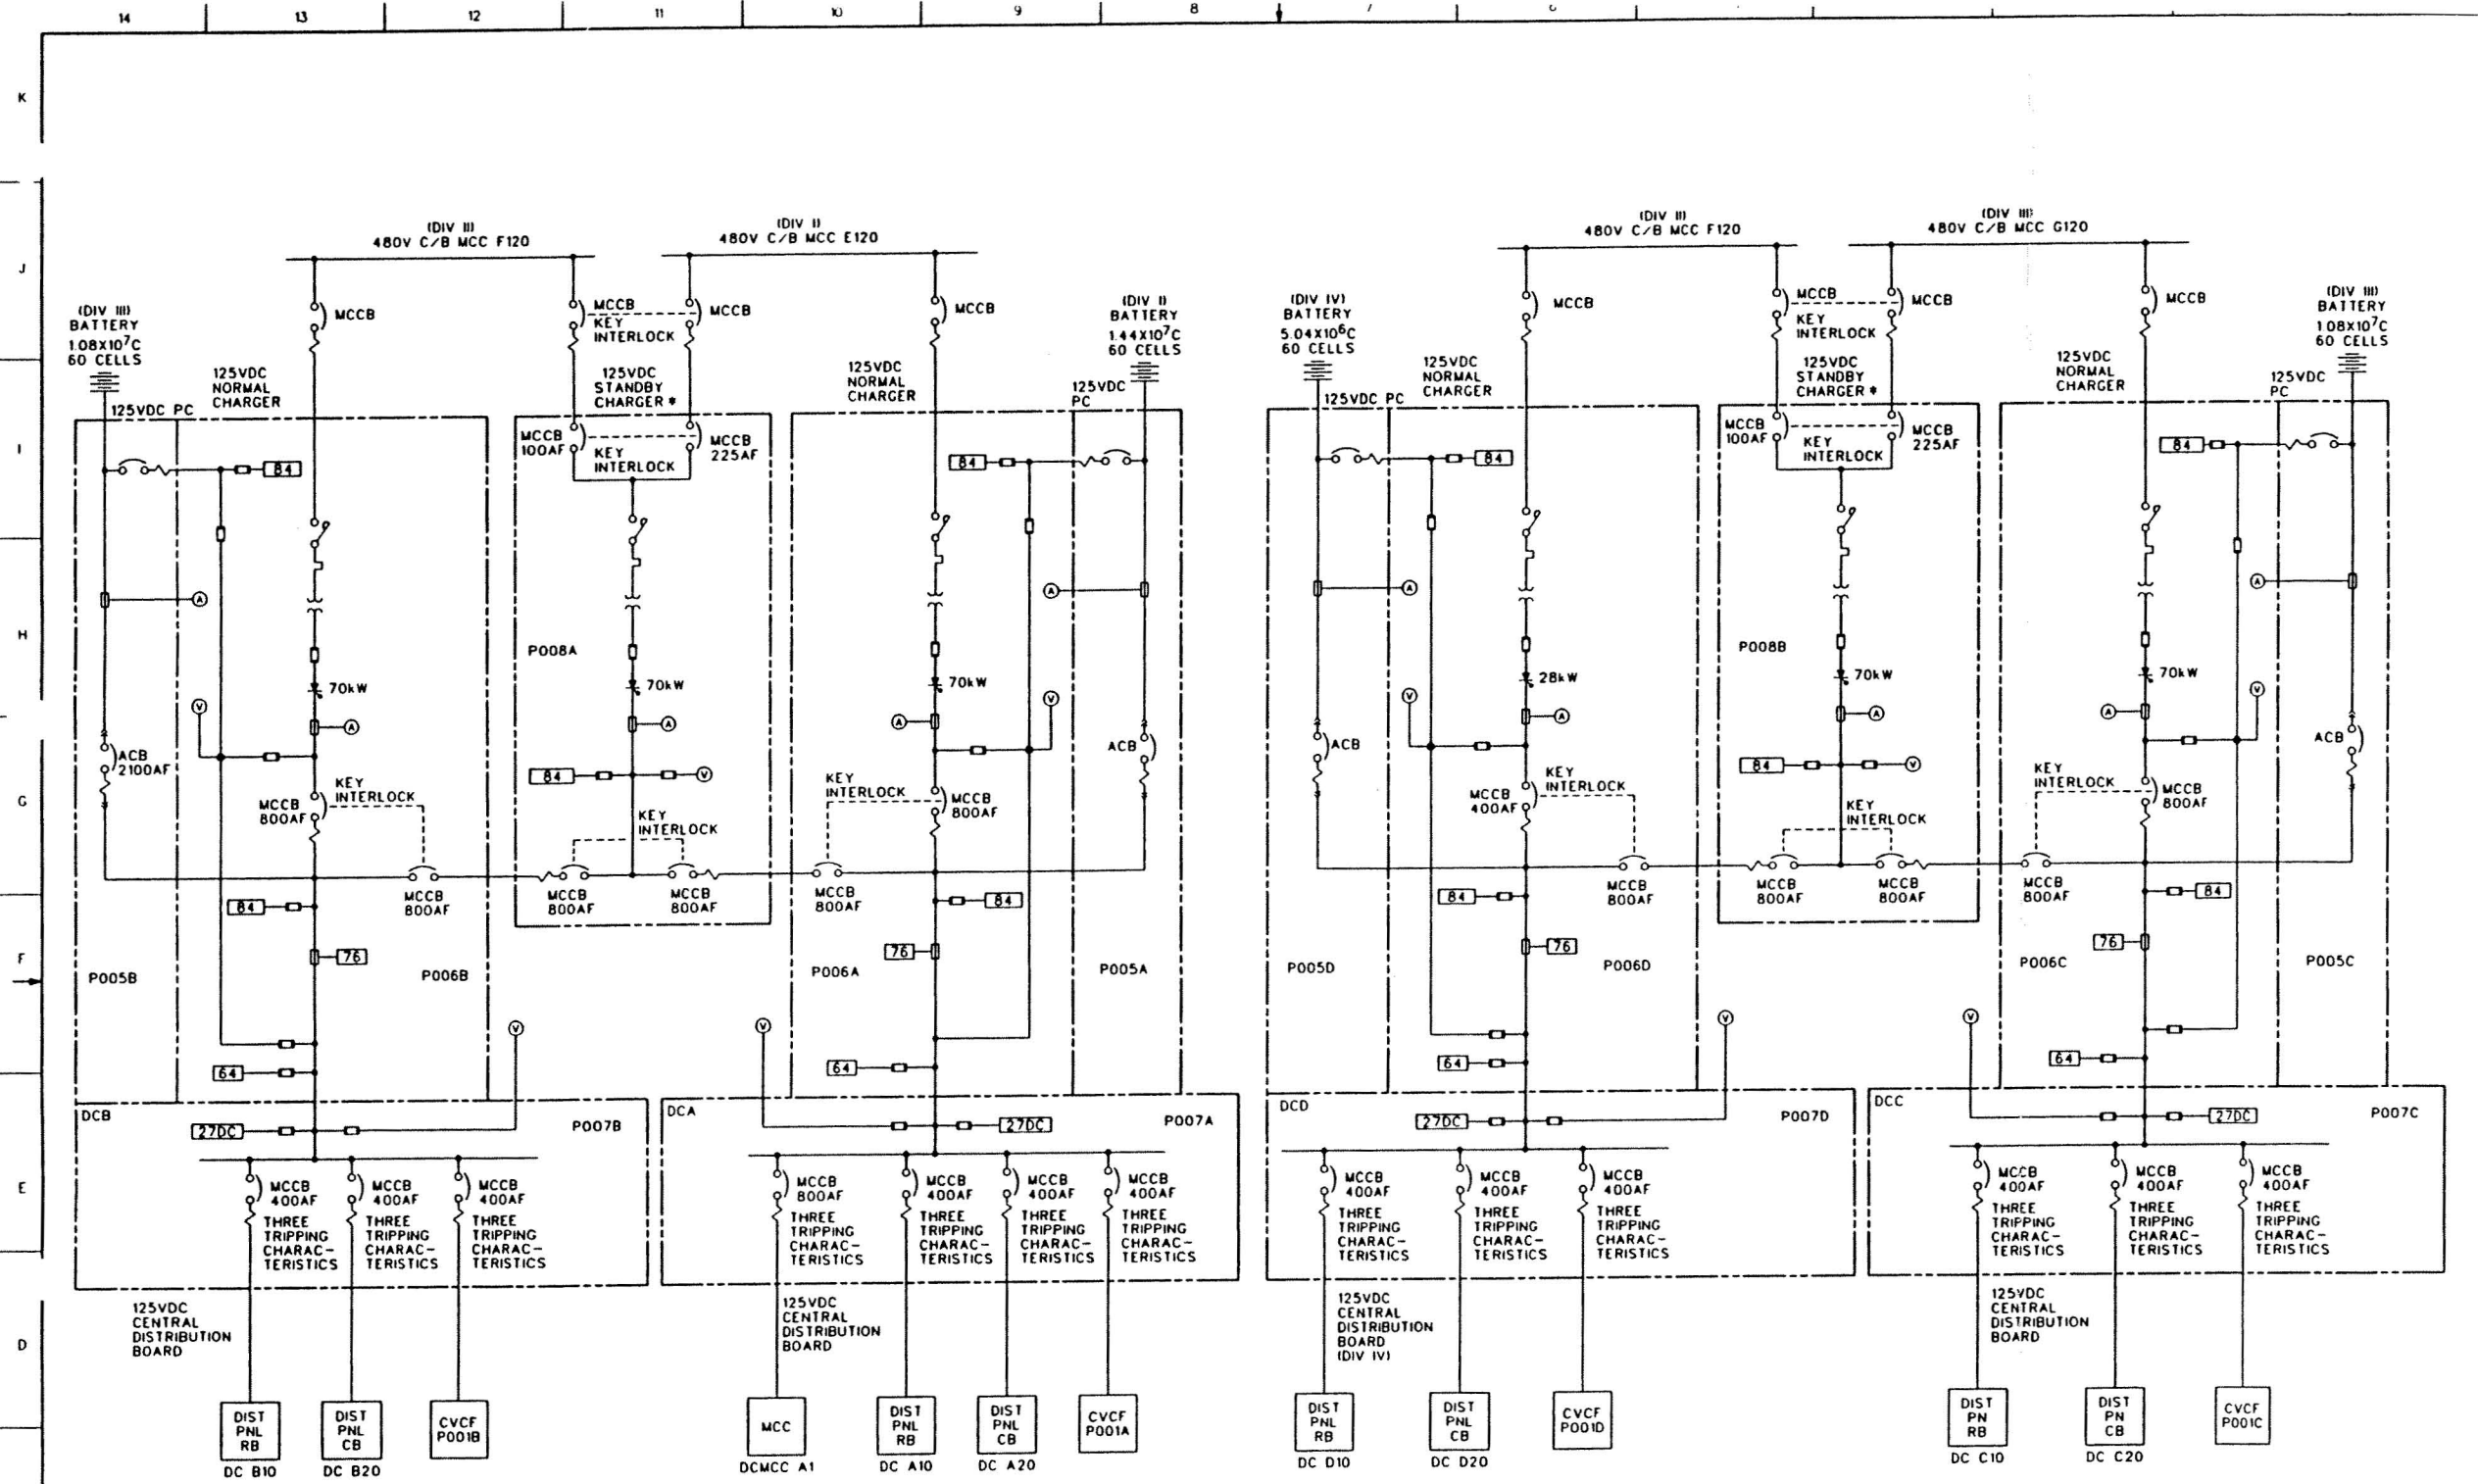 14 13 12 11 10 9 8 7
K
J
I
H
G
F
E
D
(DIV II)
480V C/B MCC F120
(DIV I)
480V C/B MCC E120
(DIV II)
480V C/B MCC F120
(DIV III)
480V C/B MCC G120
MCCB
MCCB
KEY
INTERLOCK
MCCB
MCCB
MCCB
MCCB
KEY
INTERLOCK
MCCB
MCCB
BATTERY
1.08X10⁷C
60 CELLS
125VDC PC
125VDC
NORMAL
CHARGER
125VDC
STANDBY
CHARGER *
125VDC
NORMAL
CHARGER
(DIV I)
BATTERY
1.44X10⁷C
60 CELLS
125VDC
PC
(DIV IV)
BATTERY
5.04X10⁶C
60 CELLS
125VDC PC
125VDC
NORMAL
CHARGER
125VDC
STANDBY
CHARGER *
125VDC
NORMAL
CHARGER
(DIV III)
BATTERY
1.08X10⁷C
60 CELLS
125VDC
PC
84
MCCB
100AF
KEY
INTERLOCK
MCCB
225AF
84
84
MCCB
100AF
KEY
INTERLOCK
MCCB
225AF
84
A
A
A
A
P008A
P008B
70kW
70kW
70kW
28kW
70kW
70kW
V
A
A
A
V
V
A
A
A
V
ACB
2100AF
84
V
ACB
ACB
84
V
ACB
MCCB
800AF
KEY
INTERLOCK
KEY
INTERLOCK
KEY
INTERLOCK
MCCB
800AF
MCCB
400AF
KEY
INTERLOCK
KEY
INTERLOCK
KEY
INTERLOCK
MCCB
800AF
MCCB
800AF
MCCB
800AF
MCCB
800AF
MCCB
800AF
MCCB
800AF
MCCB
800AF
MCCB
800AF
MCCB
800AF
84
84
84
84
76
76
76
76
P005B
P006B
P006A
P005A
P005D
P006D
P006C
P005C
V
V
V
V
64
64
64
64
DCB
27DC
P007B
DCA
27DC
P007A
DCD
27DC
P007D
DCC
27DC
P007C
MCCB
400AF
THREE
TRIPPING
CHARAC-
TERISTICS
MCCB
400AF
THREE
TRIPPING
CHARAC-
TERISTICS
MCCB
400AF
THREE
TRIPPING
CHARAC-
TERISTICS
MCCB
800AF
THREE
TRIPPING
CHARAC-
TERISTICS
MCCB
400AF
THREE
TRIPPING
CHARAC-
TERISTICS
MCCB
400AF
THREE
TRIPPING
CHARAC-
TERISTICS
MCCB
400AF
THREE
TRIPPING
CHARAC-
TERISTICS
MCCB
400AF
THREE
TRIPPING
CHARAC-
TERISTICS
MCCB
400AF
THREE
TRIPPING
CHARAC-
TERISTICS
MCCB
400AF
THREE
TRIPPING
CHARAC-
TERISTICS
MCCB
400AF
THREE
TRIPPING
CHARAC-
TERISTICS
MCCB
400AF
THREE
TRIPPING
CHARAC-
TERISTICS
MCCB
400AF
THREE
TRIPPING
CHARAC-
TERISTICS
125VDC
CENTRAL
DISTRIBUTION
BOARD
125VDC
CENTRAL
DISTRIBUTION
BOARD
125VDC
CENTRAL
DISTRIBUTION
BOARD
(DIV IV)
125VDC
CENTRAL
DISTRIBUTION
BOARD
DIST
PNL
RB
DC B10
DIST
PNL
CB
DC B20
CVCF
P001B
MCC
DCMCC A1
DIST
PNL
RB
DC A10
DIST
PNL
CB
DC A20
CVCF
P001A
DIST
PNL
RB
DC D10
DIST
PNL
CB
DC D20
CVCF
P001D
DIST
PN
RB
DC C10
DIST
PN
CB
DC C20
CVCF
P001C